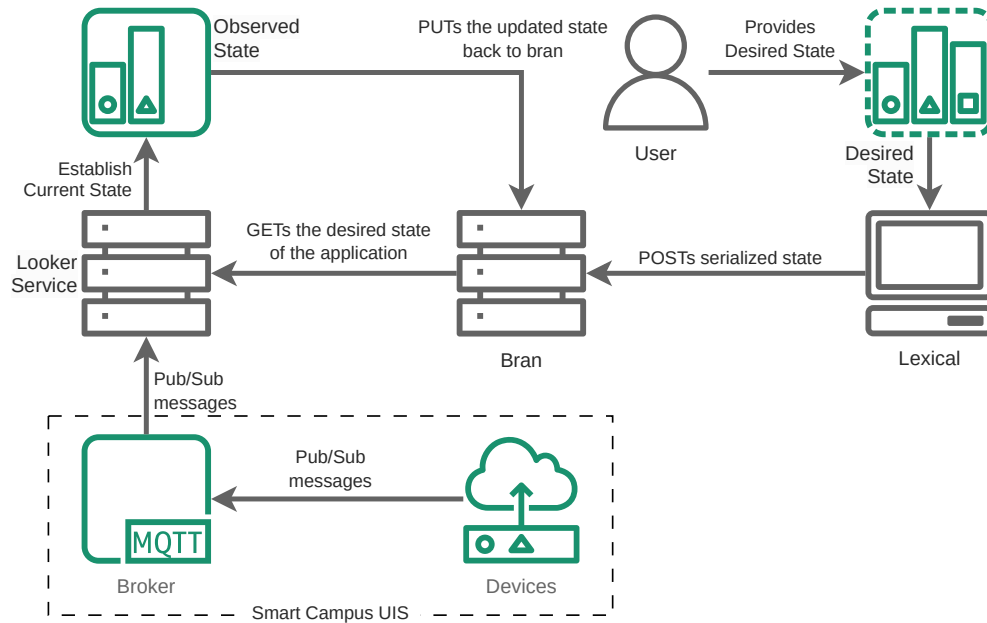 Observed
State
PUTs the updated state
back to bran
Provides
Desired State
User
Desired
State
Establish
Current State
GETs the desired state
of the application
Looker
Service
POSTs serialized state
Bran
Lexical
Pub/Sub
messages
Pub/Sub
messages
MQTT
Broker
Devices
Smart Campus UIS